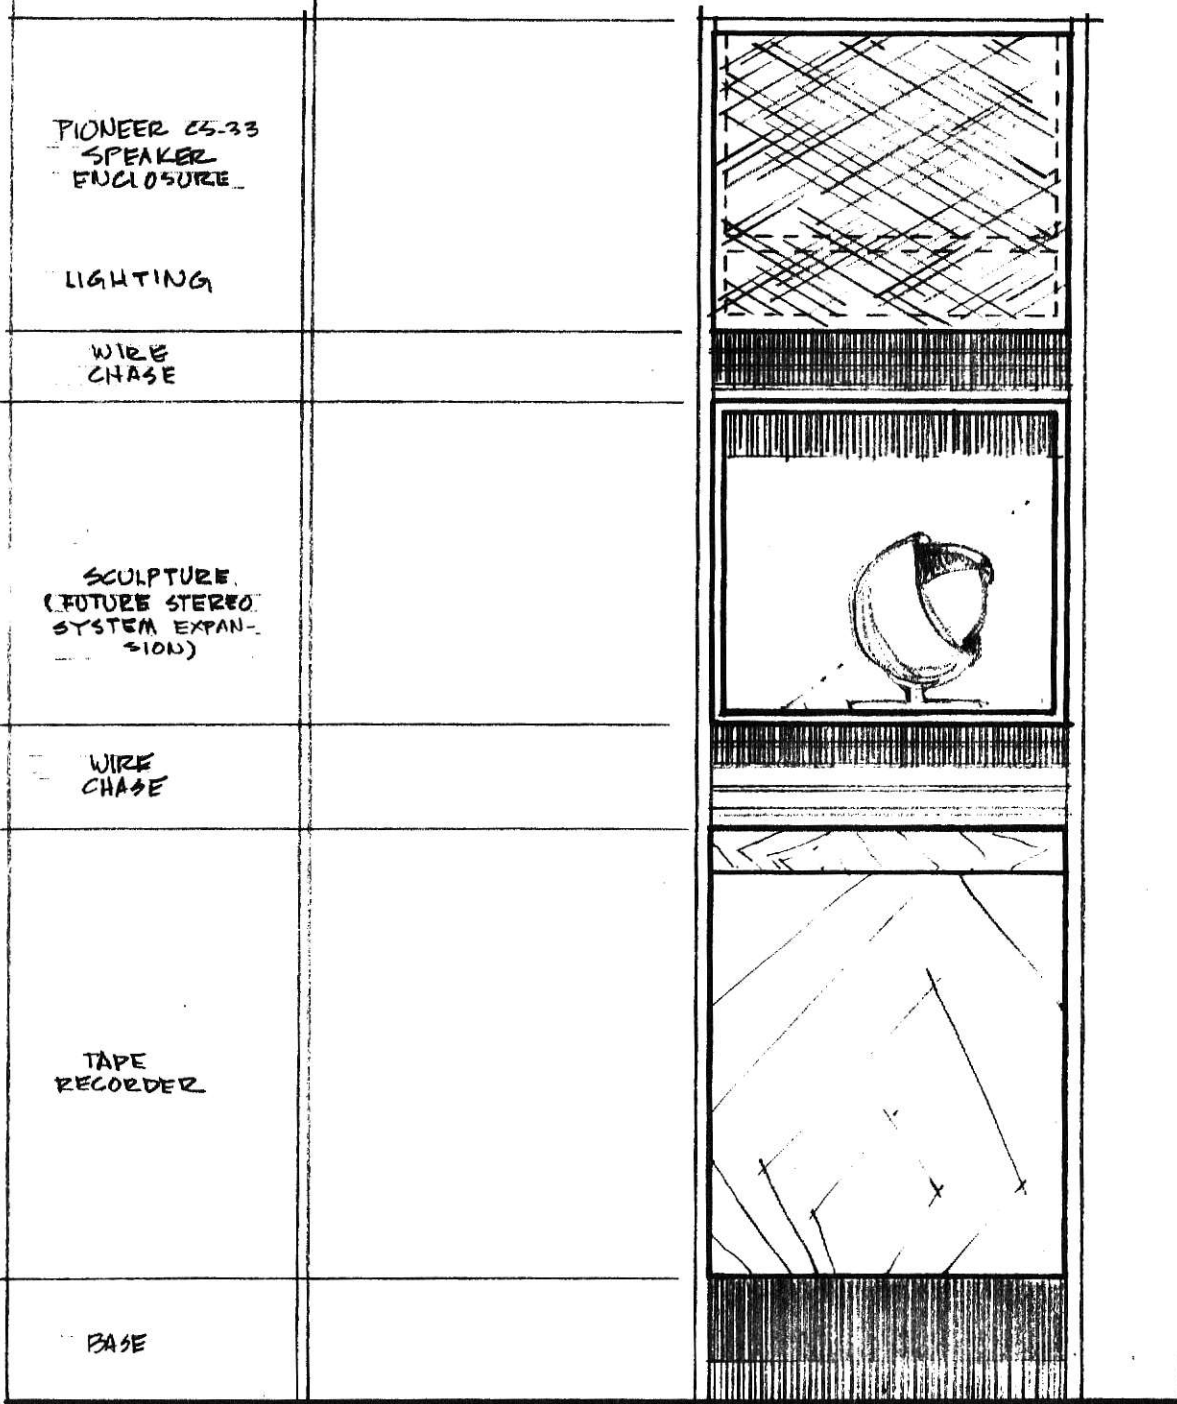 PIONEER CS-33
SPEAKER
ENCLOSURE
LIGHTING
WIRE
CHASE
SCULPTURE
(FUTURE STEREO
SYSTEM EXPAN-
SION)
WIRE
CHASE
TAPE
RECORDER
BASE